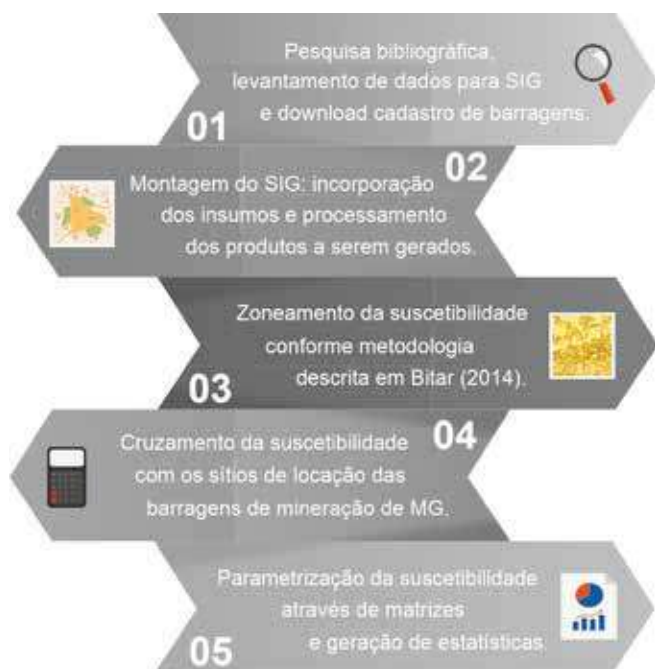 Pesquisa bibliográfica,
levantamento de dados para SIG
e download cadastro de barragens.
01
02
Montagem do SIG: incorporação
dos insumos e processamento
dos produtos a serem gerados.
Zoneamento da suscetibilidade
conforme metodologia
descrita em Bitar (2014).
03
04
Cruzamento da suscetibilidade
com os sítios de locação das
barragens de mineração de MG.
Parametrização da suscetibilidade
através de matrizes
e geração de estatísticas.
05